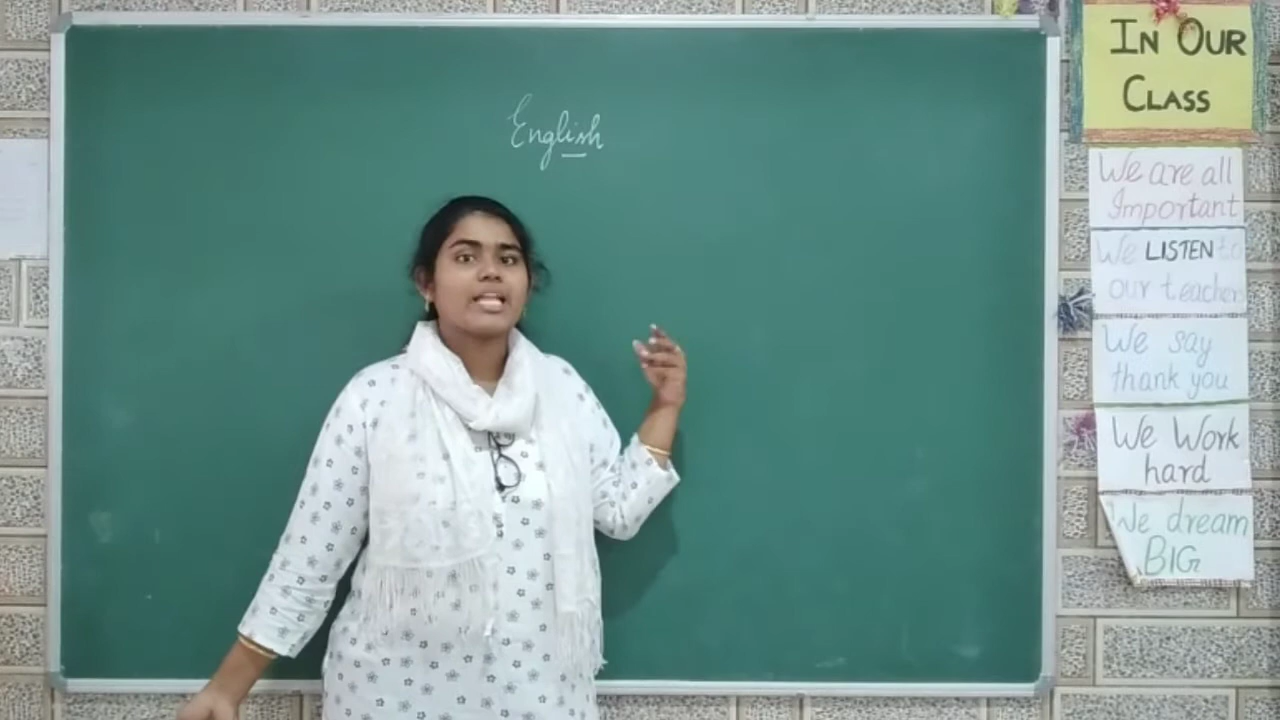 English
IN OUR
CLASS
We are all
Important
We LISTEN to
our teachers
We say
thank you
We Work
hard
We dream
BIG